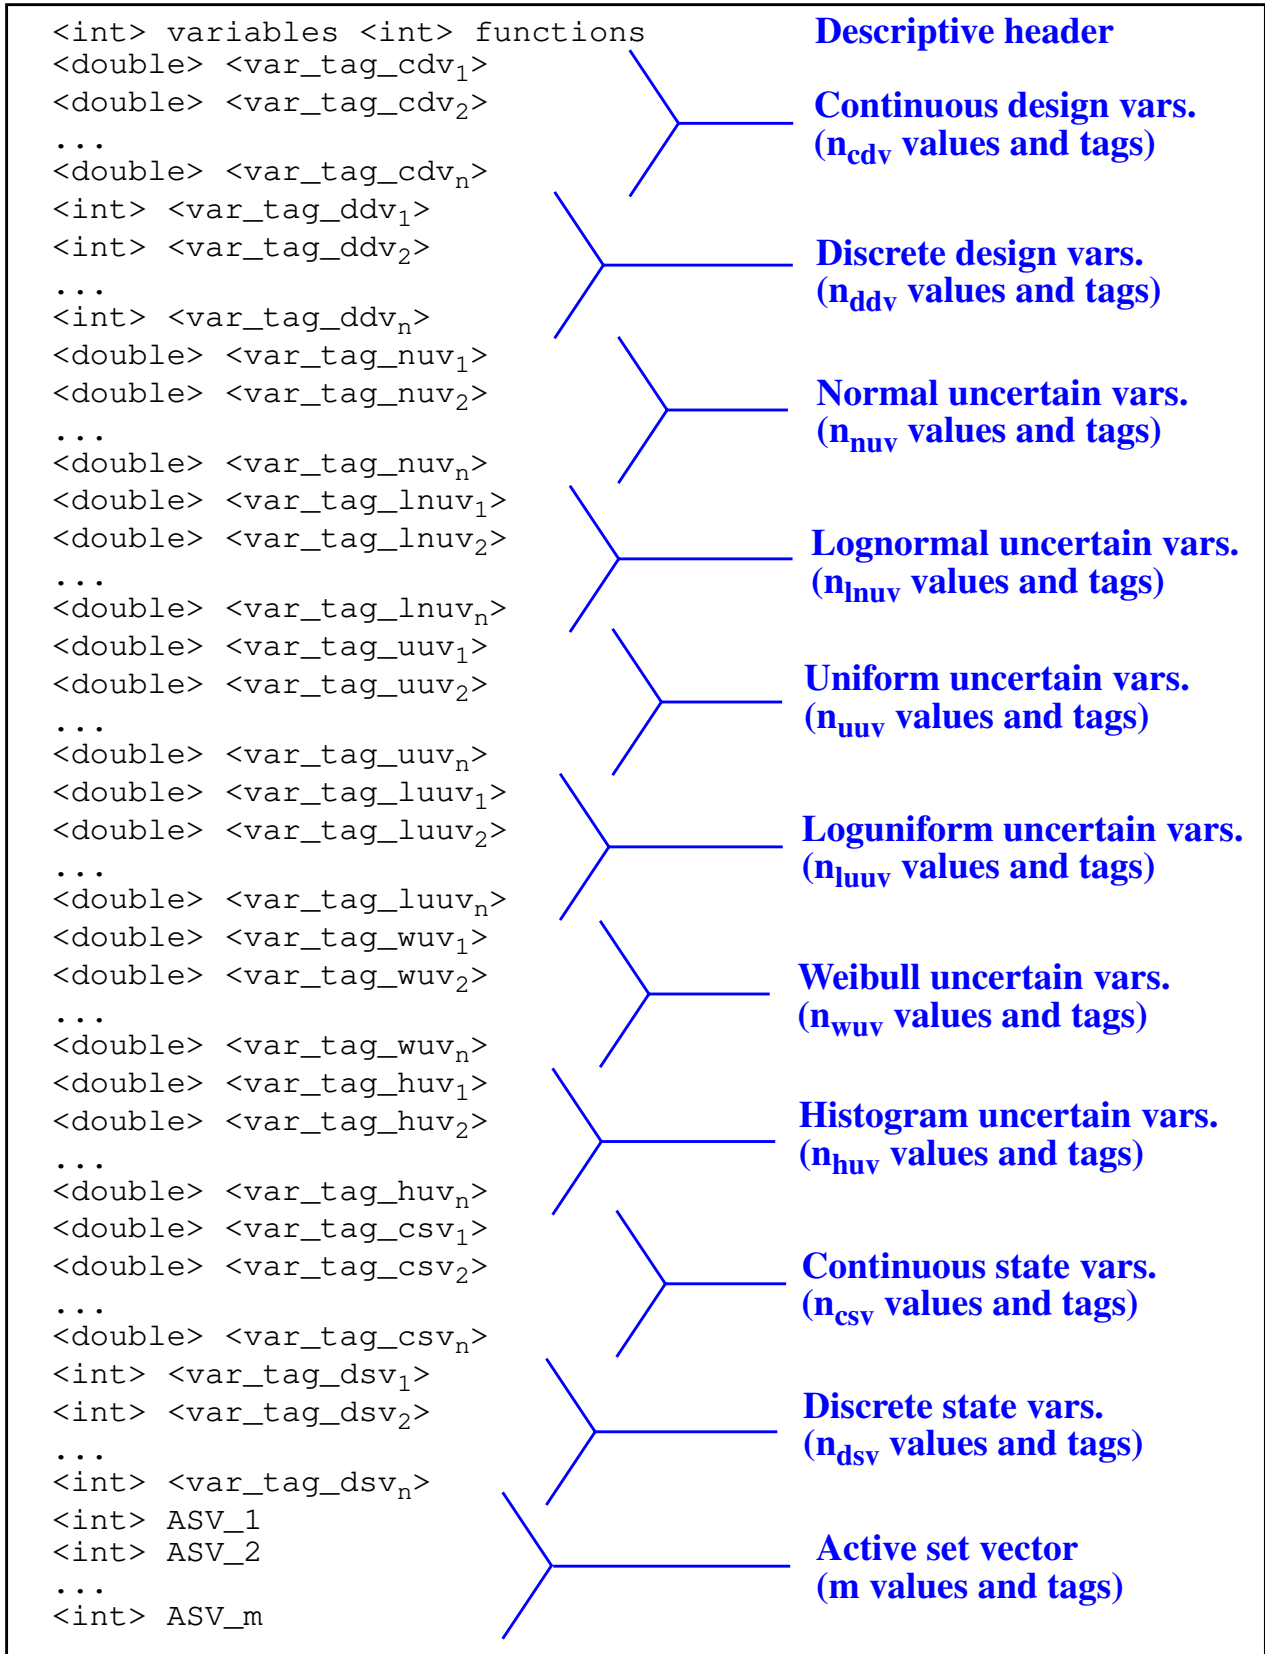 <int> variables <int> functions Descriptive header
<double> <var_tag_cdv1>
<double> <var_tag_cdv2>
...
<double> <var_tag_cdvn>
Continuous design vars.
(ncdv values and tags)
<int> <var_tag_ddv1>
<int> <var_tag_ddv2>
...
<int> <var_tag_ddvn>
Discrete design vars.
(nddv values and tags)
<double> <var_tag_nuv1>
<double> <var_tag_nuv2>
...
<double> <var_tag_nuvn>
Normal uncertain vars.
(nnuv values and tags)
<double> <var_tag_lnuv1>
<double> <var_tag_lnuv2>
...
<double> <var_tag_lnuvn>
Lognormal uncertain vars.
(nlnuv values and tags)
<double> <var_tag_uuv1>
<double> <var_tag_uuv2>
...
<double> <var_tag_uuvn>
Uniform uncertain vars.
(nuuv values and tags)
<double> <var_tag_luuv1>
<double> <var_tag_luuv2>
...
<double> <var_tag_luuvn>
Loguniform uncertain vars.
(nluuv values and tags)
<double> <var_tag_wuv1>
<double> <var_tag_wuv2>
...
<double> <var_tag_wuvn>
Weibull uncertain vars.
(nwuv values and tags)
<double> <var_tag_huv1>
<double> <var_tag_huv2>
...
<double> <var_tag_huvn>
Histogram uncertain vars.
(nhuv values and tags)
<double> <var_tag_csv1>
<double> <var_tag_csv2>
...
<double> <var_tag_csvn>
Continuous state vars.
(ncsv values and tags)
<int> <var_tag_dsv1>
<int> <var_tag_dsv2>
...
<int> <var_tag_dsvn>
Discrete state vars.
(ndsv values and tags)
<int> ASV_1
<int> ASV_2
...
<int> ASV_m
Active set vector
(m values and tags)